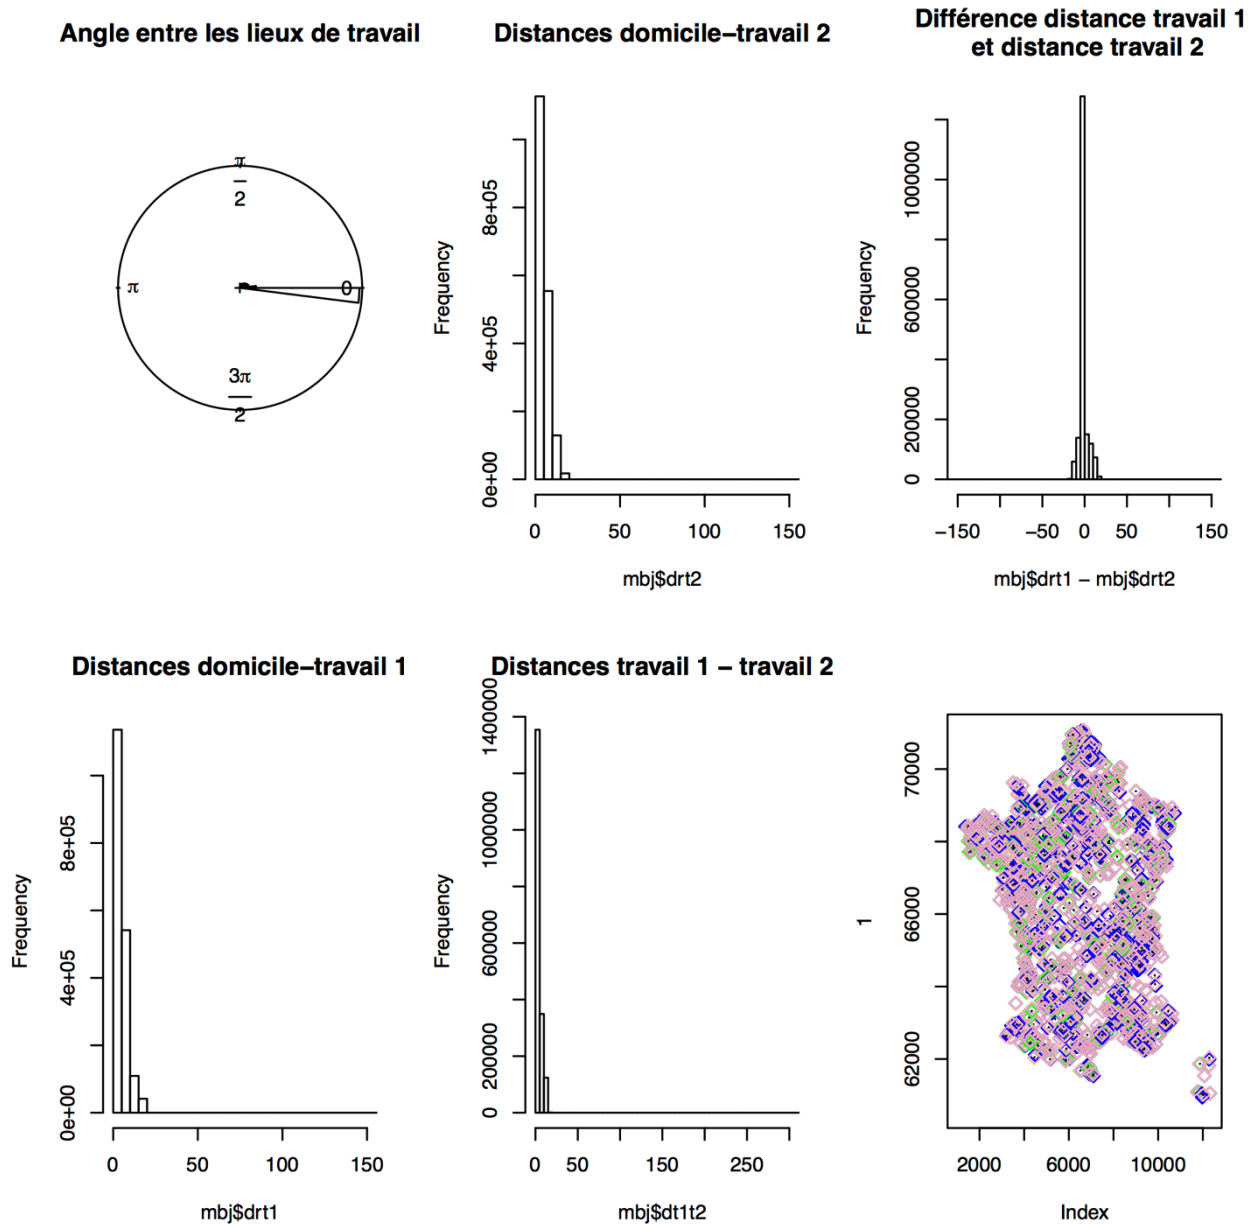 Angle entre les lieux de travail
π
2
π
0
3π
2
Distances domicile−travail 2
Frequency
0e+00 4e+05 8e+05
0 50 100 150
mbj$drt2
Différence distance travail 1
et distance travail 2
Frequency
0 200000 600000 1000000
−150 −50 0 50 150
mbj$drt1 − mbj$drt2
Distances domicile−travail 1
Frequency
0e+00 4e+05 8e+05
0 50 100 150
mbj$drt1
Distances travail 1 − travail 2
Frequency
0 200000 600000 1000000 1400000
0 50 150 250
mbj$dt1t2
1
62000 66000 70000
2000 6000 10000
Index